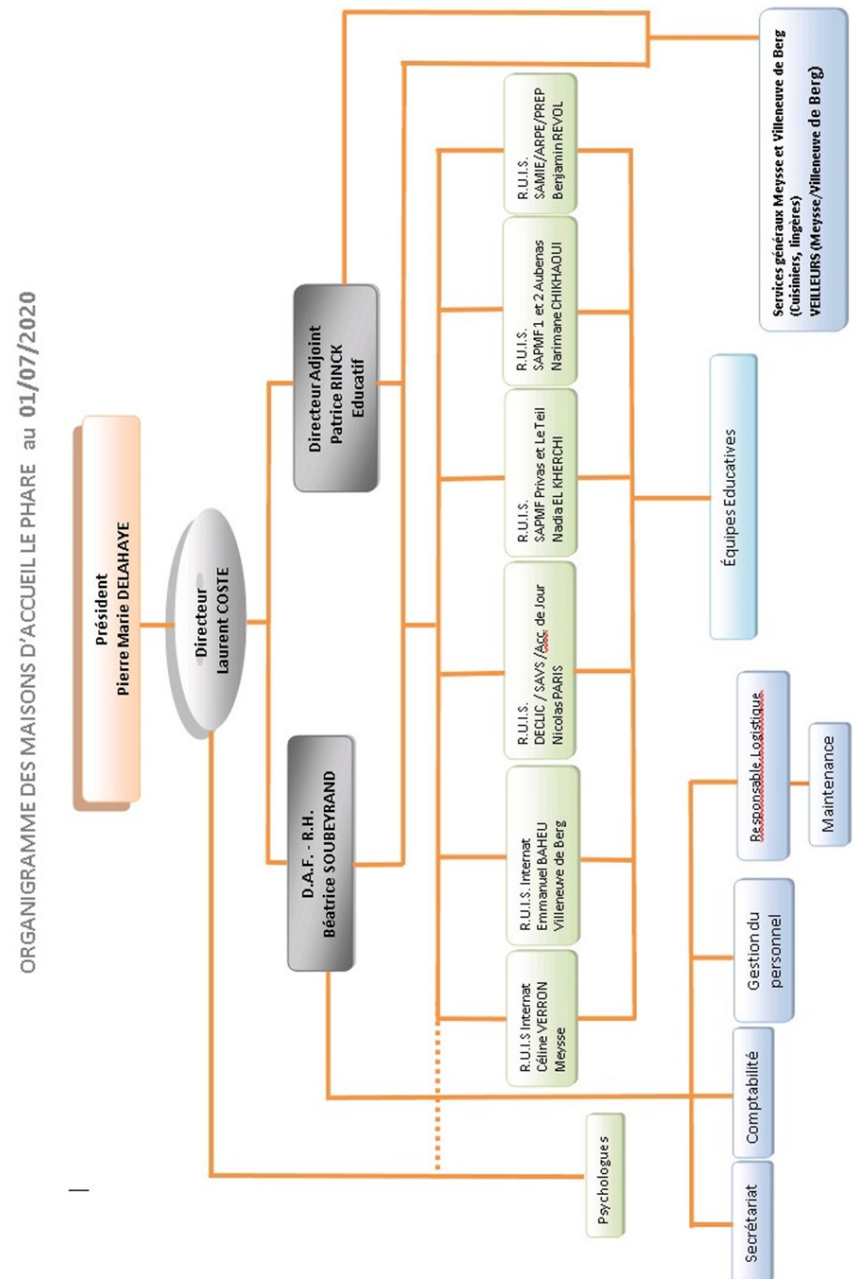 ORGANIGRAMME DES MAISONS D'ACCUEIL LE PHARE au 01/07/2020
Président
Pierre Marie DELAHAYE
Directeur
Laurent COSTE
D.A.F. - R.H.
Béatrice SOUBEYRAND
Directeur Adjoint
Patrice RINCK
Educatif
R.U.I.S Internat
Céline VERRON
Meysse
R.U.I.S. Internat
Emmanuel BAHEU
Villeneuve de Berg
R.U.I.S.
DECLIC / SAVS /Acc. de Jour
Nicolas PARIS
R.U.I.S.
SAPMF Privas et Le Teil
Nadia EL KHERCHI
R.U.I.S.
SAPMF1 et 2 Aubenas
Narimane CHIKHAOUI
R.U.I.S.
SAMIE/ARPE/PREP
Benjamin REVOL
Psychologues
Secrétariat
Comptabilité
Gestion du
personnel
Responsable Logistique
Maintenance
Équipes Educatives
Services généraux Meysse et Villeneuve de Berg
(Cuisiniers, lingères)
VEILLEURS (Meysse/Villeneuve de Berg)